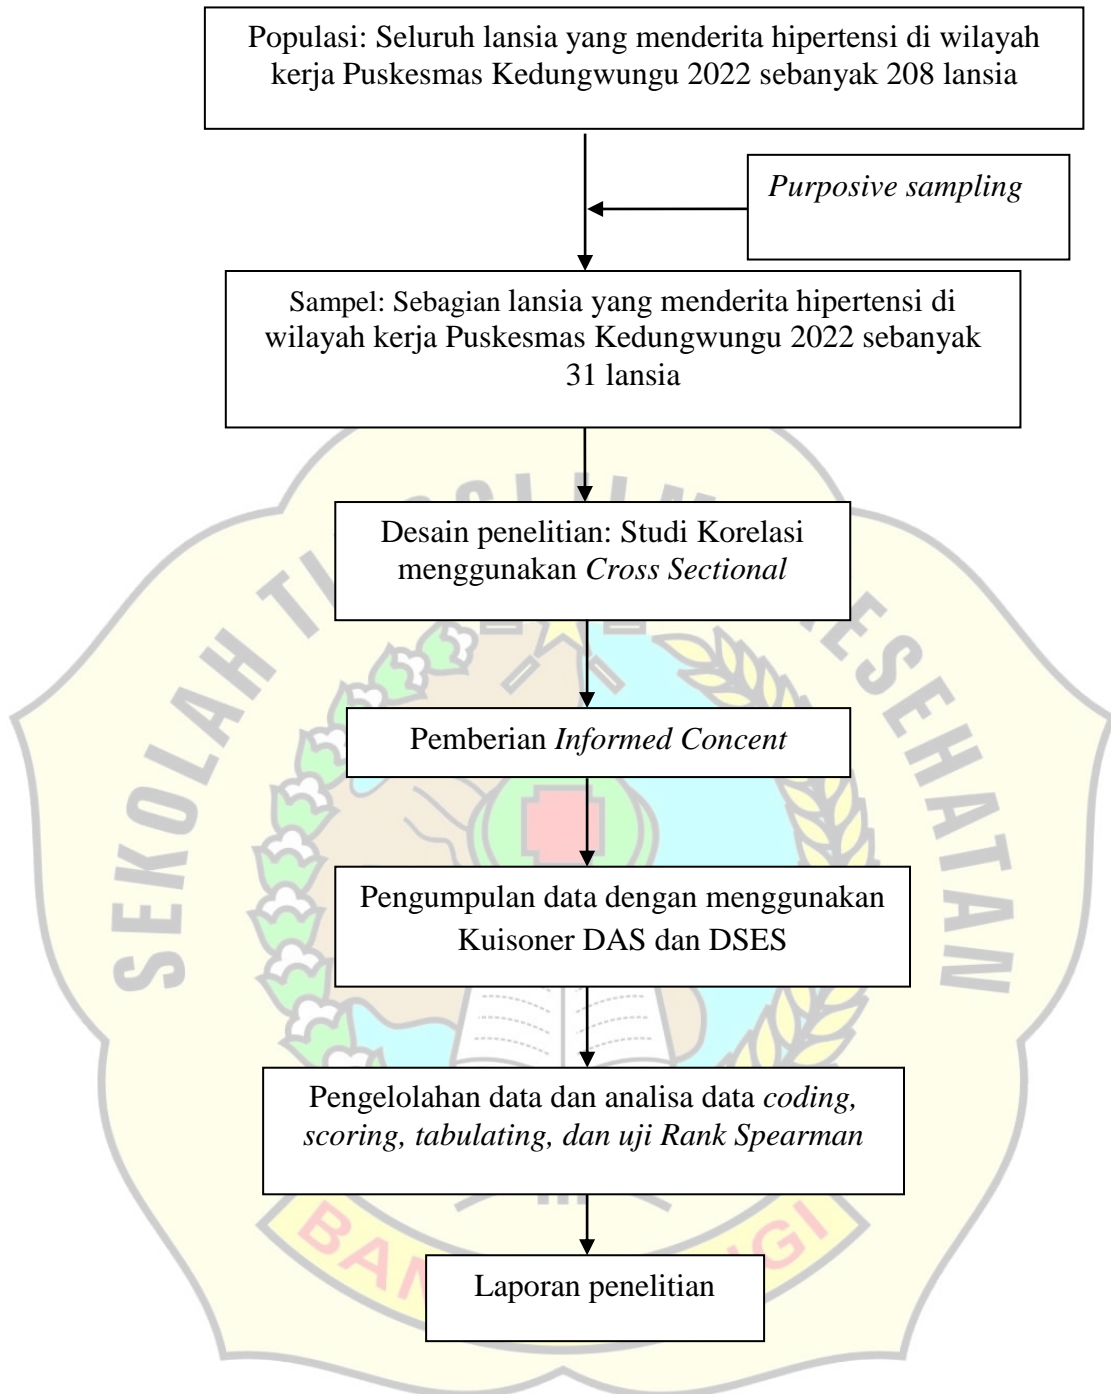 Populasi: Seluruh lansia yang menderita hipertensi di wilayah
kerja Puskesmas Kedungwungu 2022 sebanyak 208 lansia
Purposive sampling
Sampel: Sebagian lansia yang menderita hipertensi di
wilayah kerja Puskesmas Kedungwungu 2022 sebanyak
31 lansia
Desain penelitian: Studi Korelasi
menggunakan Cross Sectional
Pemberian Informed Concent
Pengumpulan data dengan menggunakan
Kuisoner DAS dan DSES
Pengelolahan data dan analisa data coding,
scoring, tabulating, dan uji Rank Spearman
Laporan penelitian
SEKOLAH
KESEHATAN